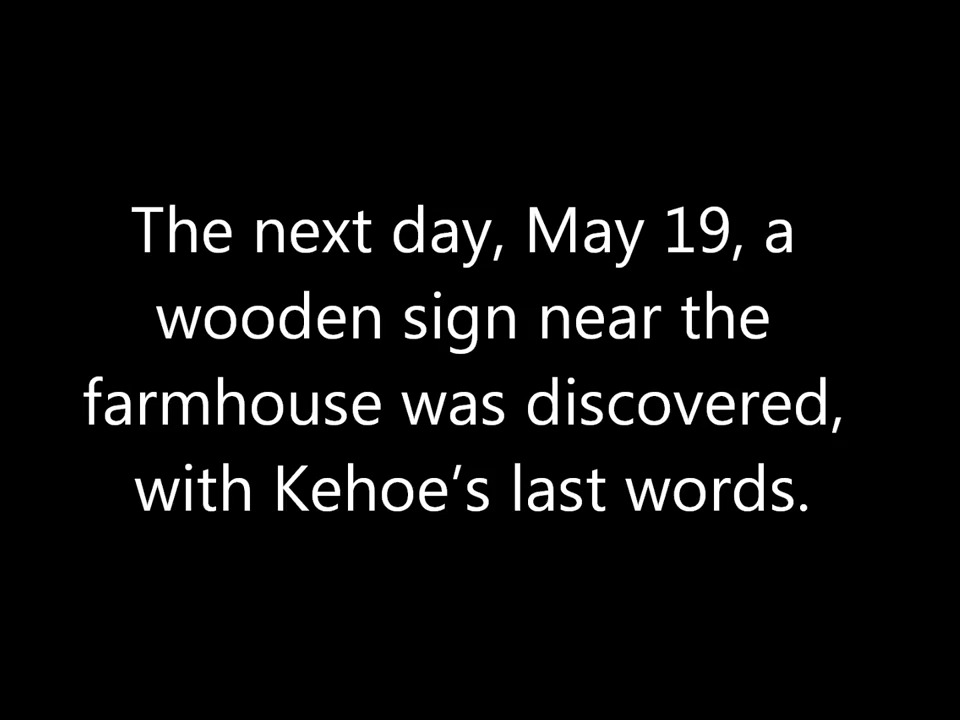 The next day, May 19, a
wooden sign near the
farmhouse was discovered,
with Kehoe’s last words.